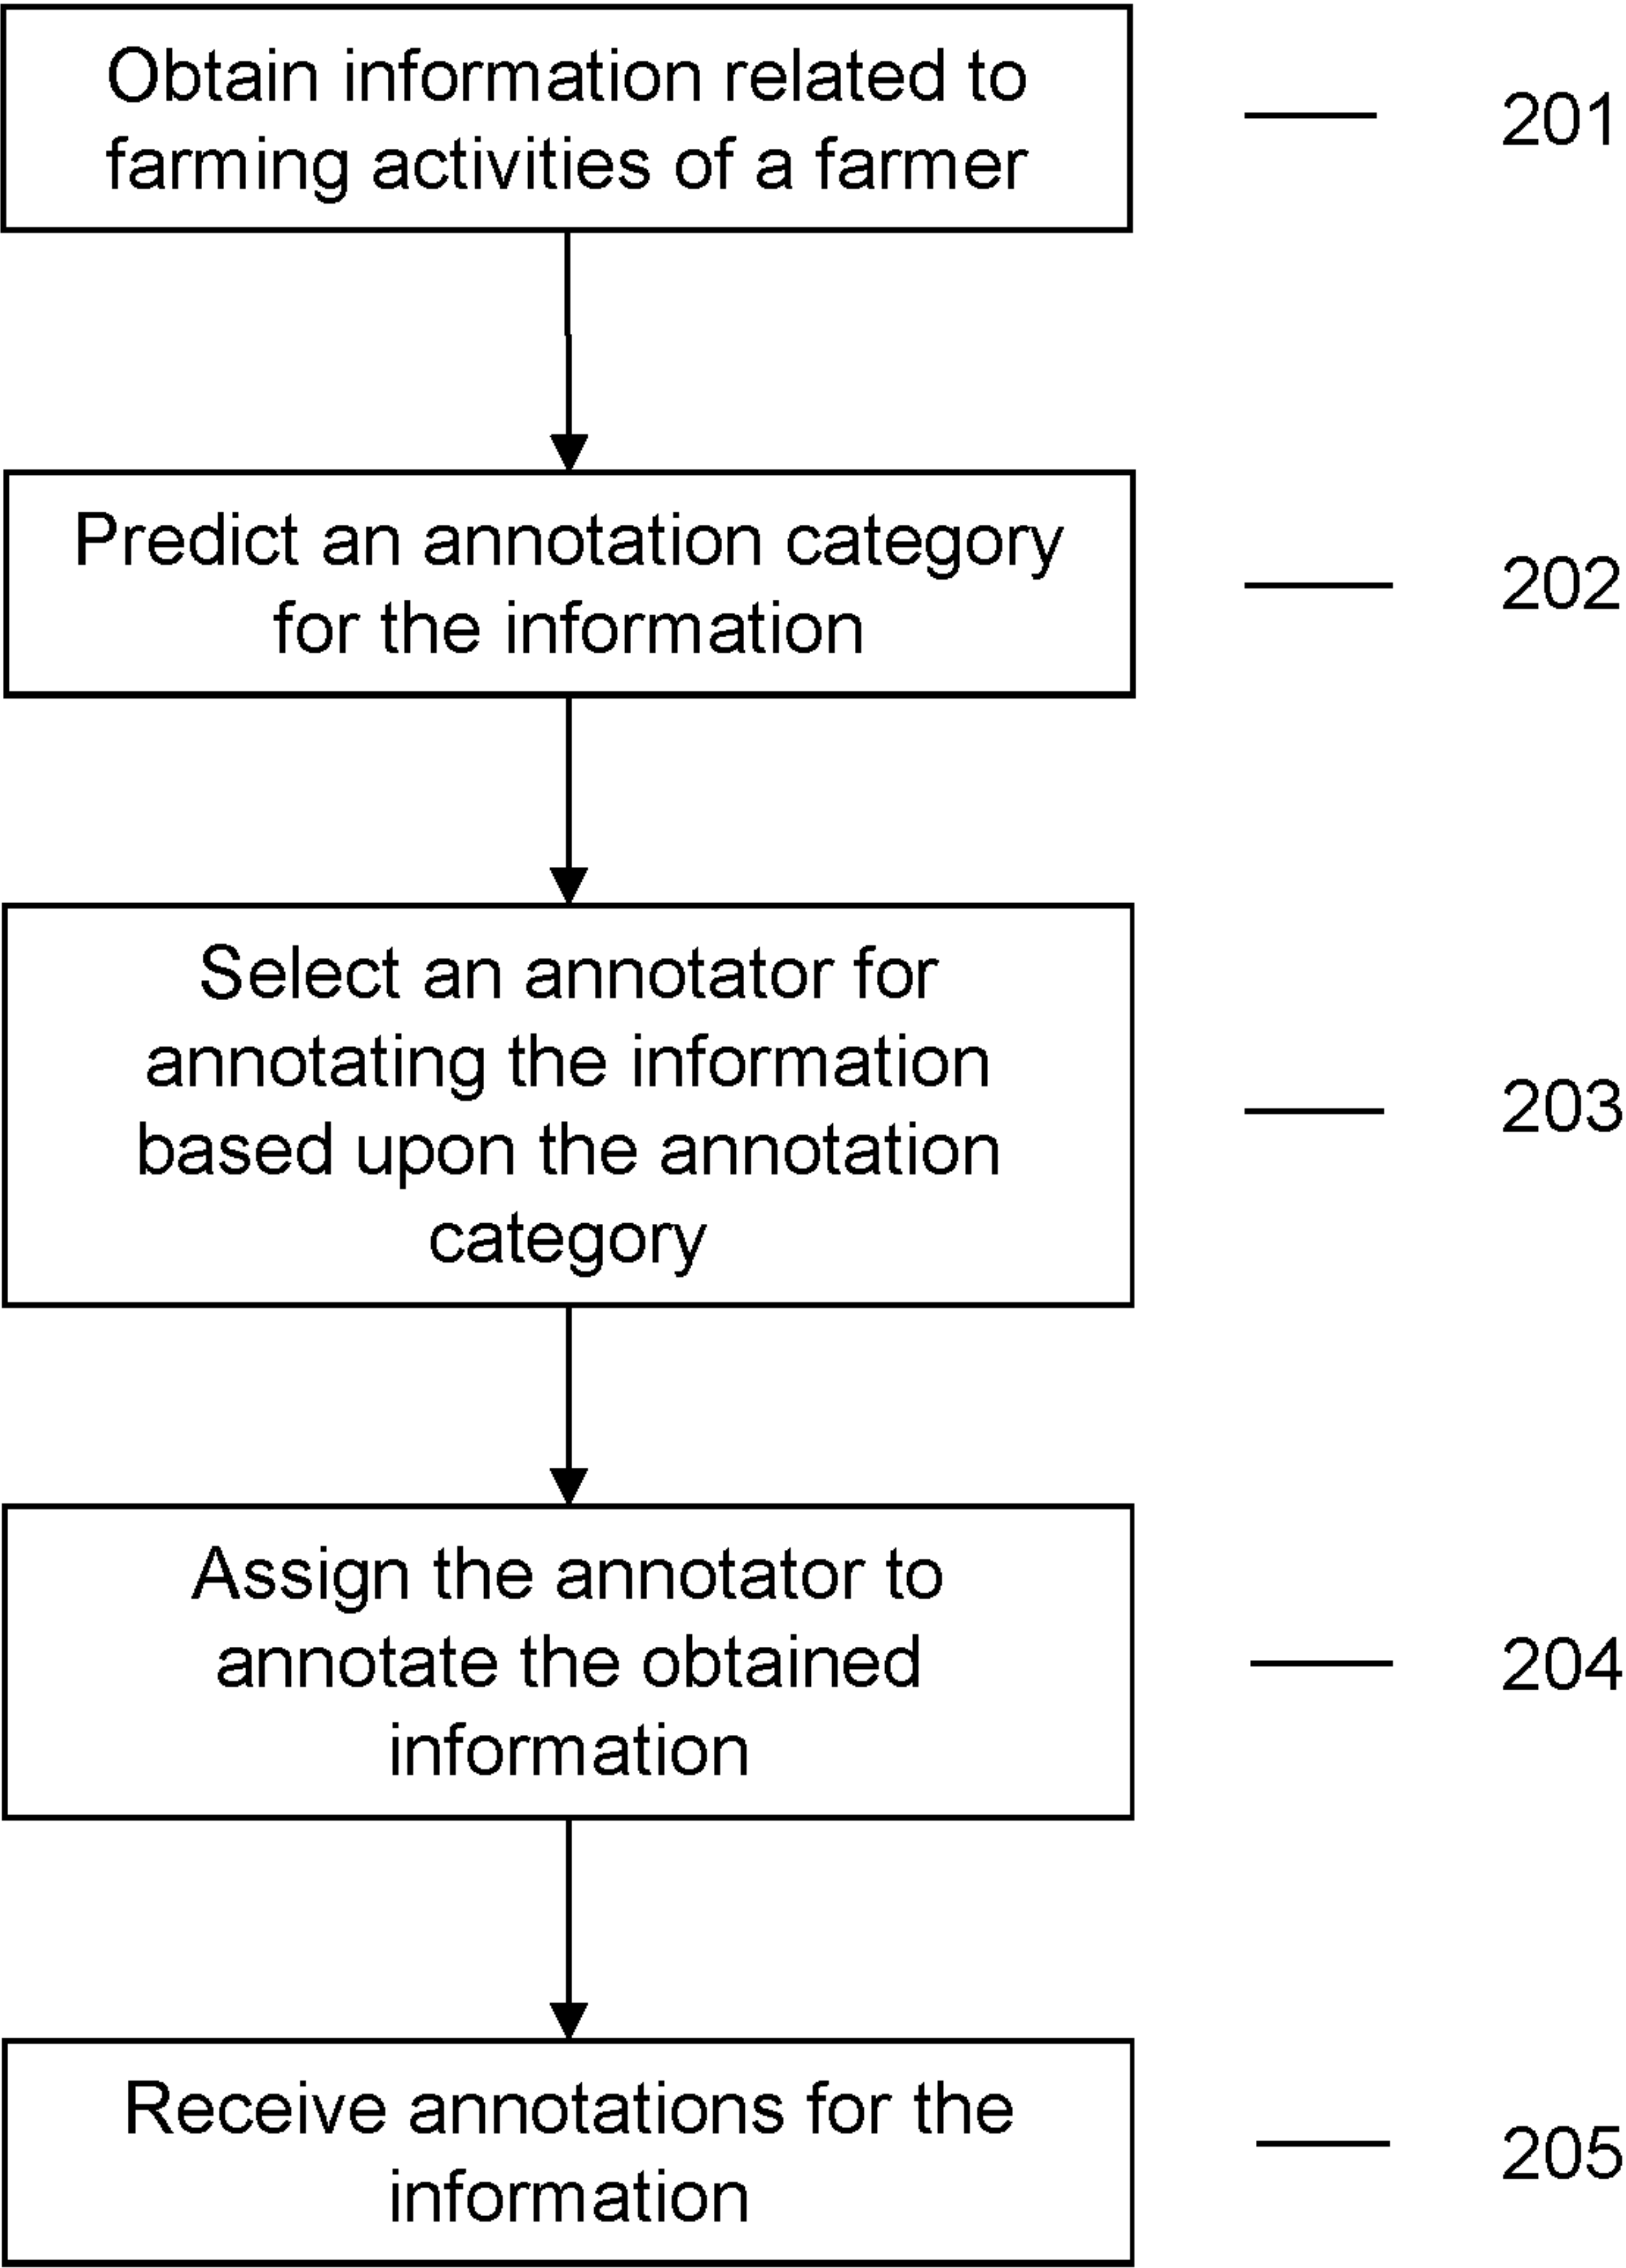 Obtain information related to
farming activities of a farmer
201
Predict an annotation category
for the information
202
Select an annotator for
annotating the information
based upon the annotation
category
203
Assign the annotator to
annotate the obtained
information
204
Receive annotations for the
information
205